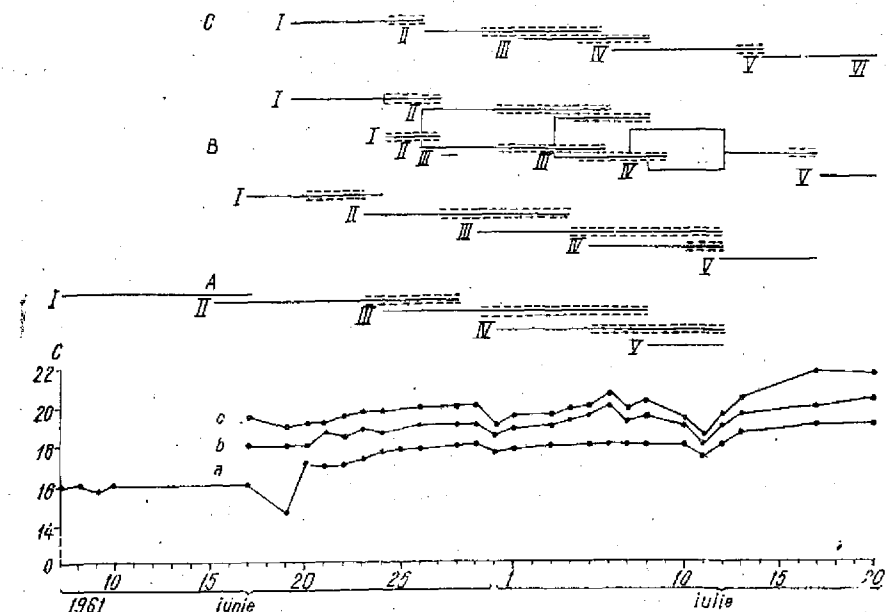 C I II III IV V VI
I II
I II III III IV V
B
I II III IV V
A
I II III IV V
C
22
20 c
18 b
16 a
14
0
10 15 20 25 1 10 15 20
1961 iunie iulie